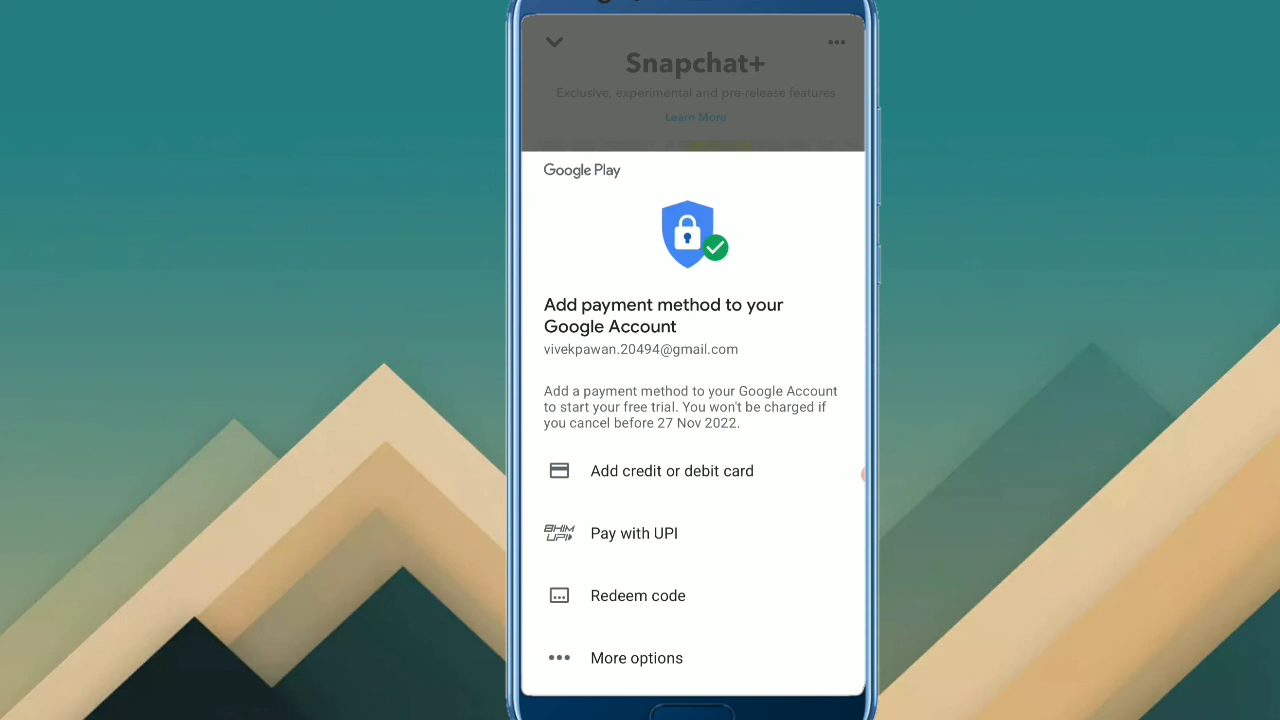 Snapchat+
Exclusive, experimental and pre-release features
Learn More
Google Play
Add payment method to your
Google Account
vivekpawan.20494@gmail.com
Add a payment method to your Google Account
to start your free trial. You won't be charged if
you cancel before 27 Nov 2022.
Add credit or debit card
BHIM
UPI
Pay with UPI
Redeem code
More options